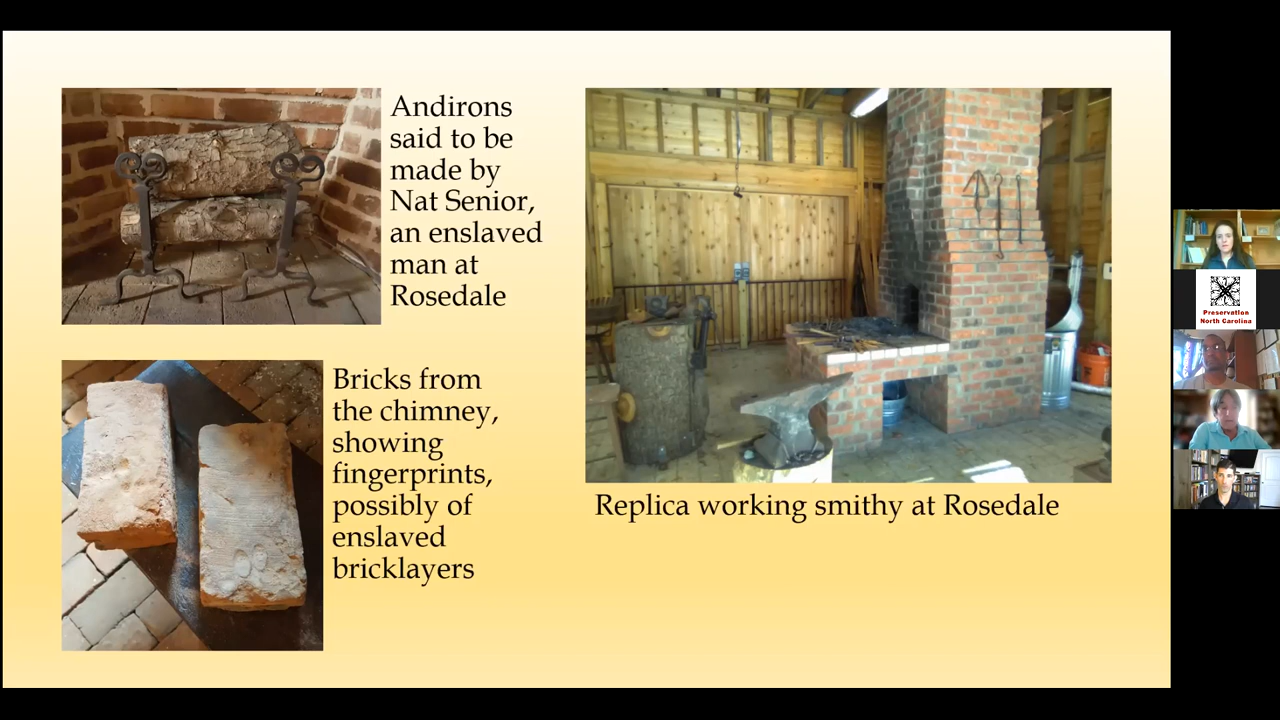 Andirons
said to be
made by
Nat Senior,
an enslaved
man at
Rosedale
Bricks from
the chimney,
showing
fingerprints,
possibly of
enslaved
bricklayers
Replica working smithy at Rosedale
Preservation
North Carolina